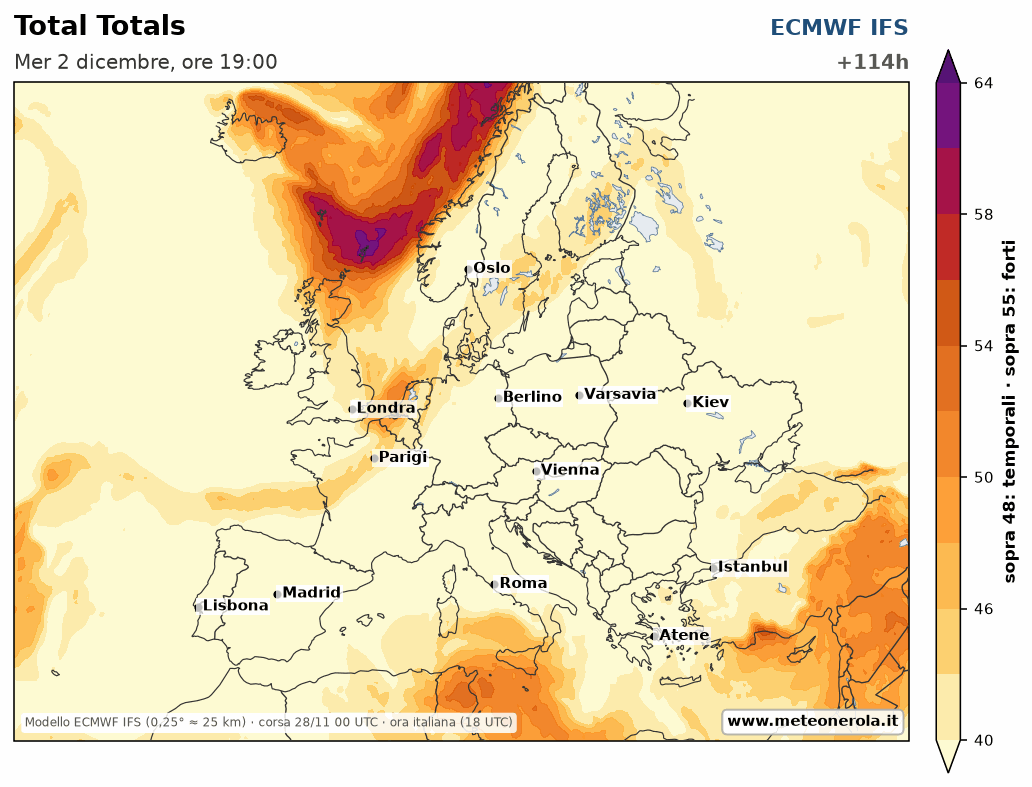 Total Totals
ECMWF IFS
Mer 2 dicembre, ore 19:00
+114h
64
58
54
50
46
40
sopra 48: temporali · sopra 55: forti
Oslo
Berlino
Varsavia
Kiev
Londra
Parigi
Vienna
Istanbul
Roma
Madrid
Lisbona
Atene
Modello ECMWF IFS (0,25° ≈ 25 km) · corsa 28/11 00 UTC · ora italiana (18 UTC)
www.meteonerola.it